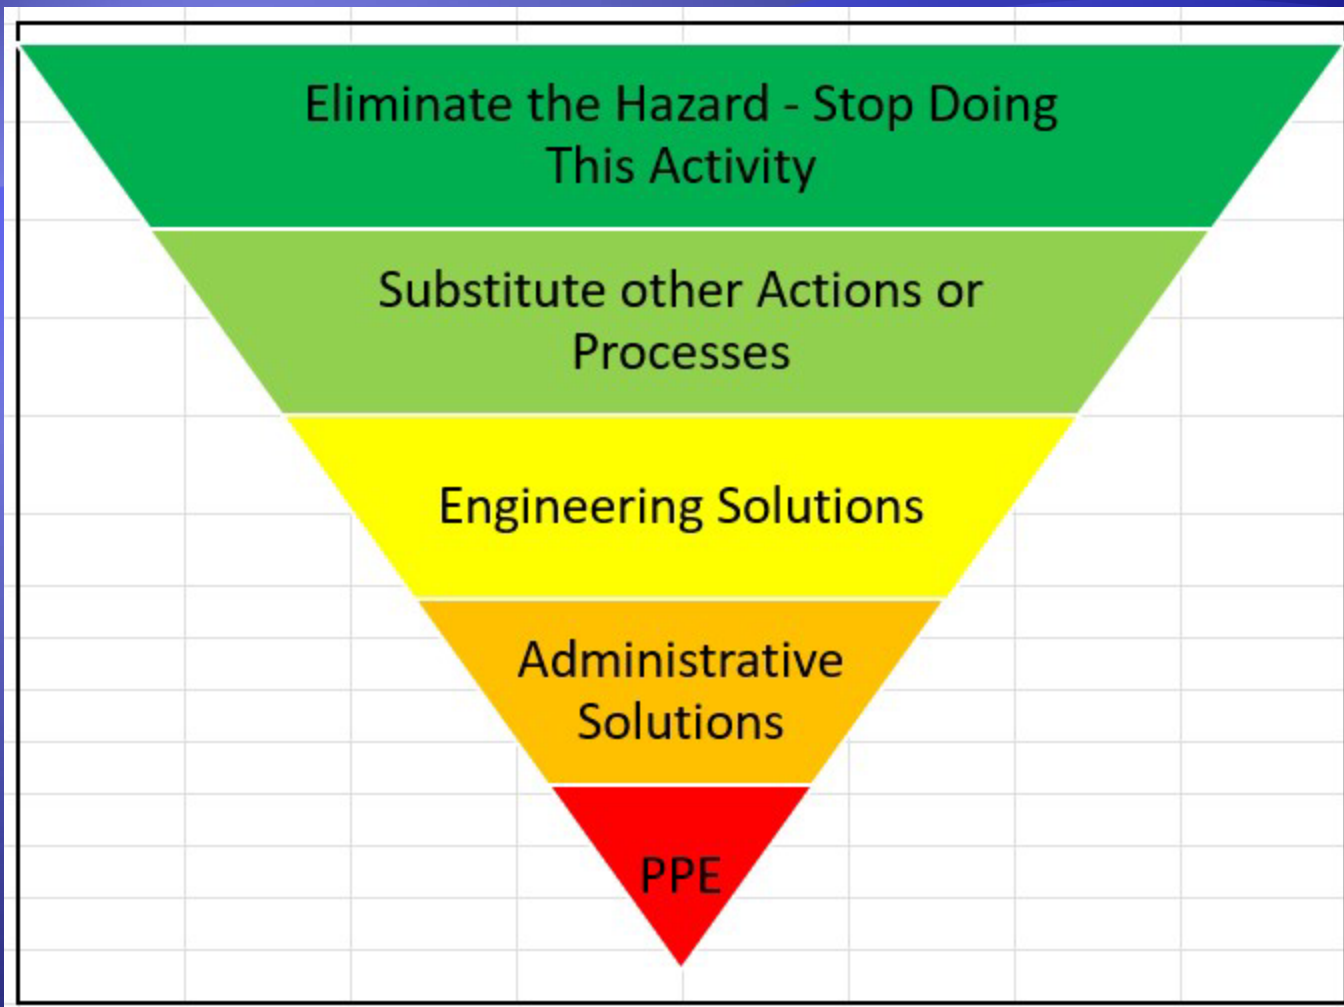 Eliminate the Hazard - Stop Doing
This Activity
Substitute other Actions or
Processes
Engineering Solutions
Administrative
Solutions
PPE